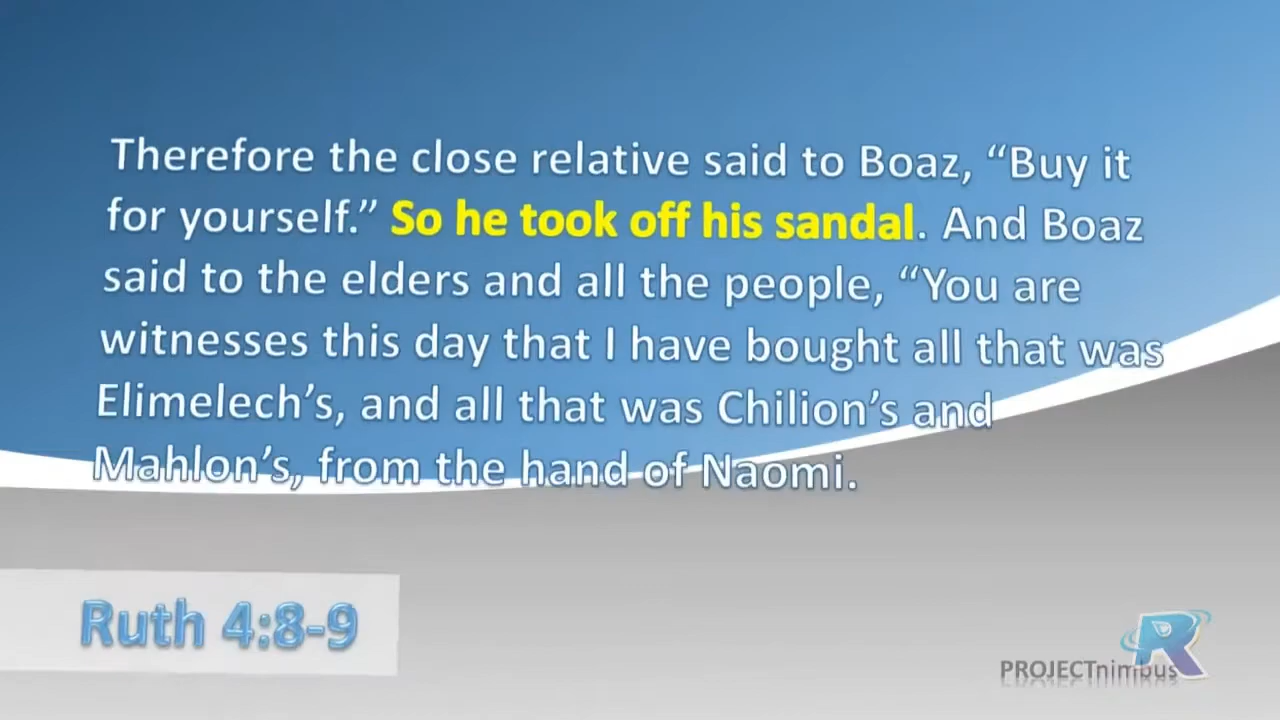 Therefore the close relative said to Boaz, “Buy it
for yourself.” So he took off his sandal. And Boaz
said to the elders and all the people, “You are
witnesses this day that I have bought all that was
Elimelech’s, and all that was Chilion’s and
Mahlon’s, from the hand of Naomi.
Ruth 4:8-9
R
PROJECTnimbus